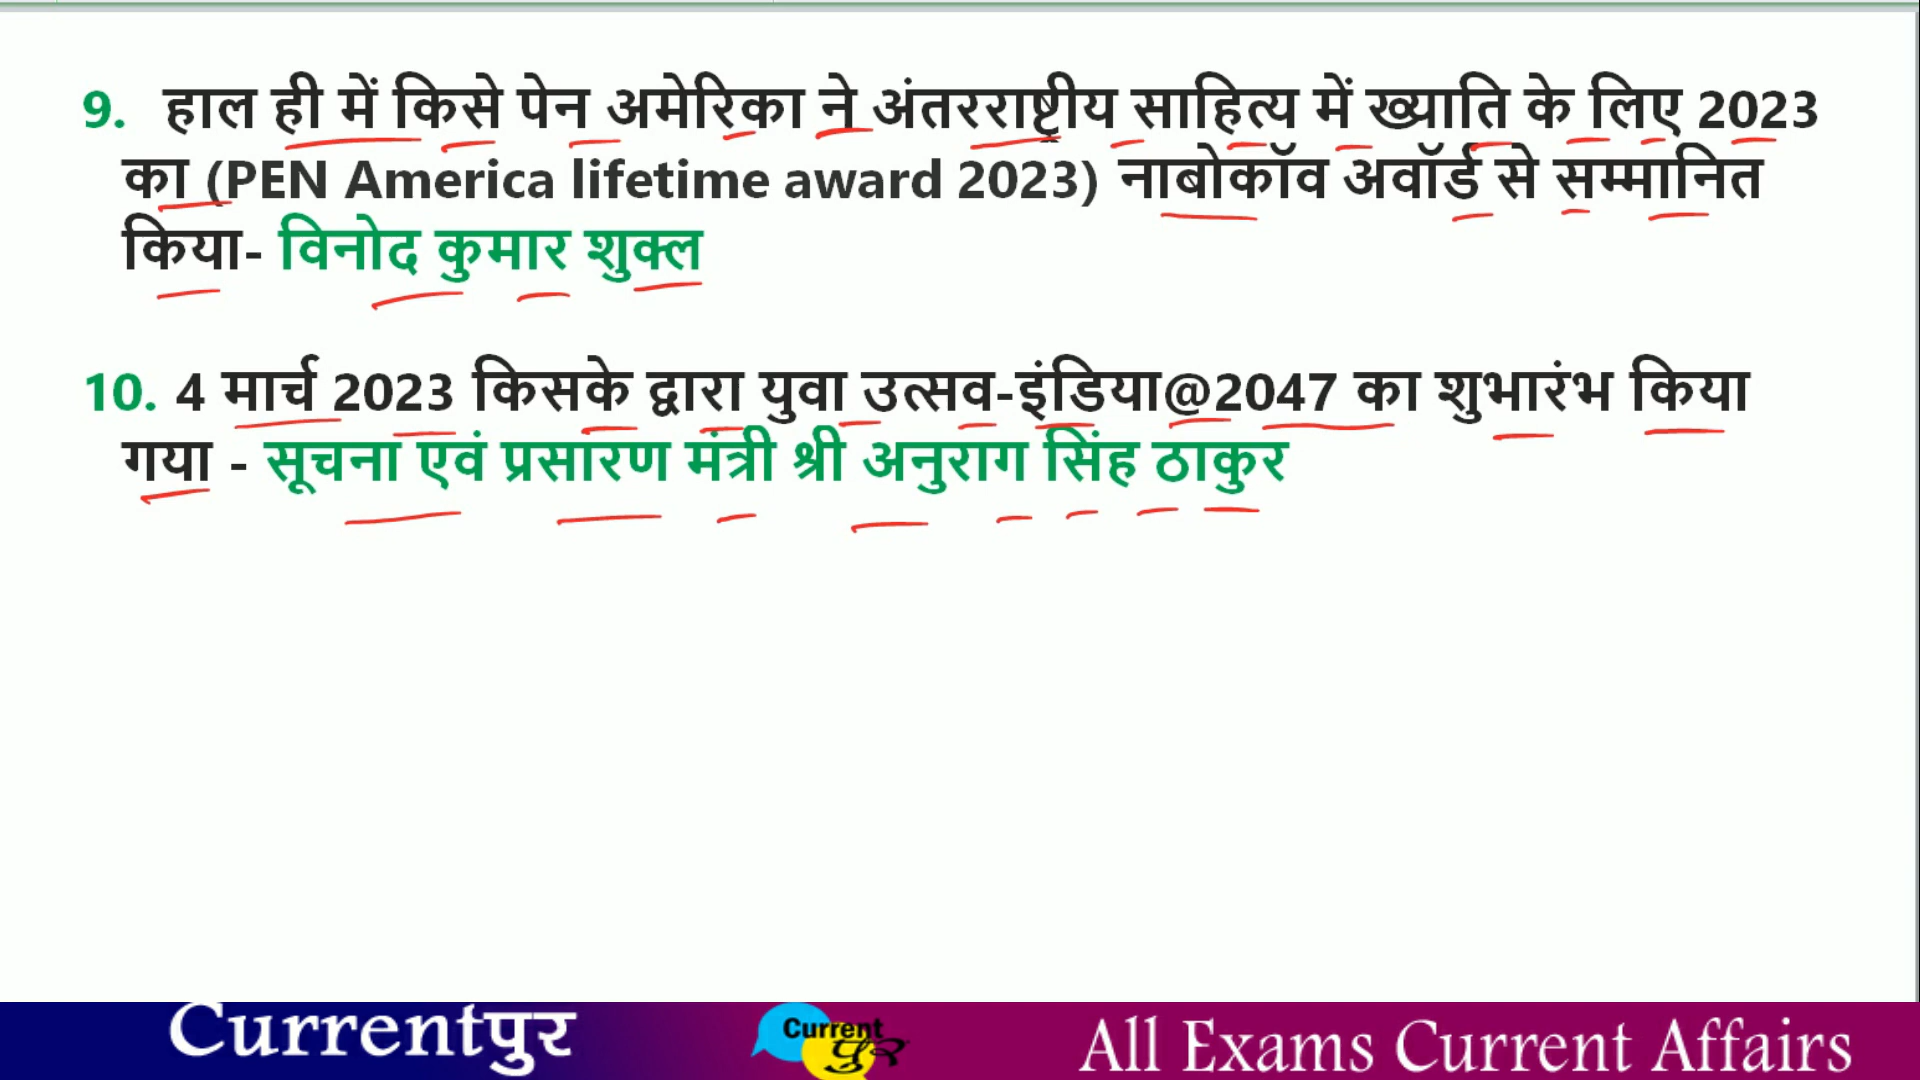 9. हाल ही में किसे पेन अमेरिका ने अंतरराष्ट्रीय साहित्य में ख्याति के लिए 2023
का (PEN America lifetime award 2023) नाबोकॉव अवॉर्ड से सम्मानित
किया- विनोद कुमार शुक्ल
10. 4 मार्च 2023 किसके द्वारा युवा उत्सव-इंडिया@2047 का शुभारंभ किया
गया - सूचना एवं प्रसारण मंत्री श्री अनुराग सिंह ठाकुर
Currentपुर
Current
पुर
All Exams Current Affairs